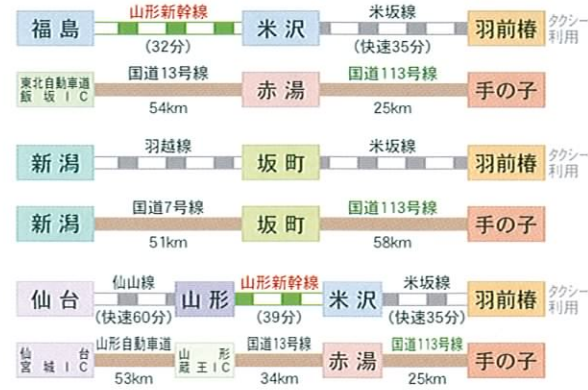 福島 山形新幹線 (32分) 米沢 米坂線 (快速35分) 羽前椿 タクシー利用
東北自動車道飯坂IC 国道13号線 54km 赤湯 国道113号線 25km 手の子
新潟 羽越線 坂町 米坂線 羽前椿 タクシー利用
新潟 国道7号線 51km 坂町 国道113号線 58km 手の子
仙台 仙山線 (快速60分) 山形 山形新幹線 (39分) 米沢 米坂線 (快速35分) 羽前椿 タクシー利用
仙台宮城IC 山形自動車道 53km 山形蔵王IC 国道13号線 34km 赤湯 国道113号線 25km 手の子